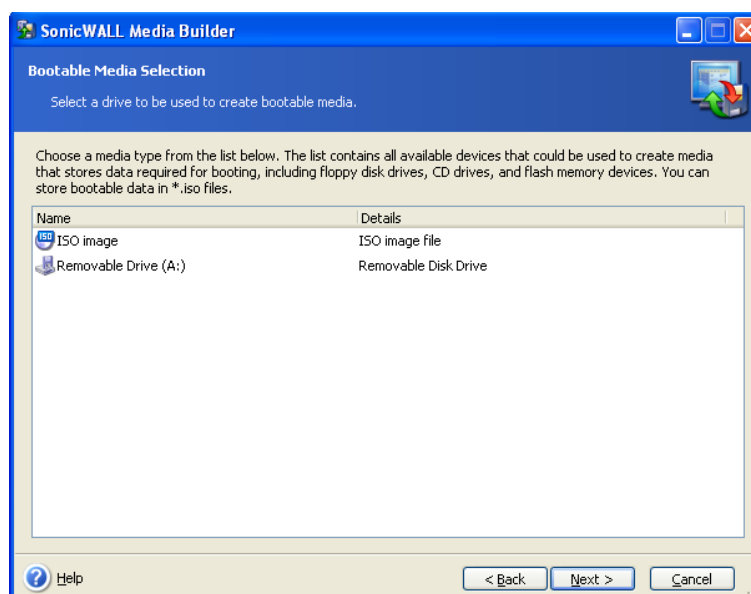 SonicWALL Media Builder
Bootable Media Selection
Select a drive to be used to create bootable media.
Choose a media type from the list below. The list contains all available devices that could be used to create media
that stores data required for booting, including floppy disk drives, CD drives, and flash memory devices. You can
store bootable data in *.iso files.
Name Details
ISO ISO image ISO image file
Removable Drive (A:) Removable Disk Drive
? Help < Back Next > Cancel